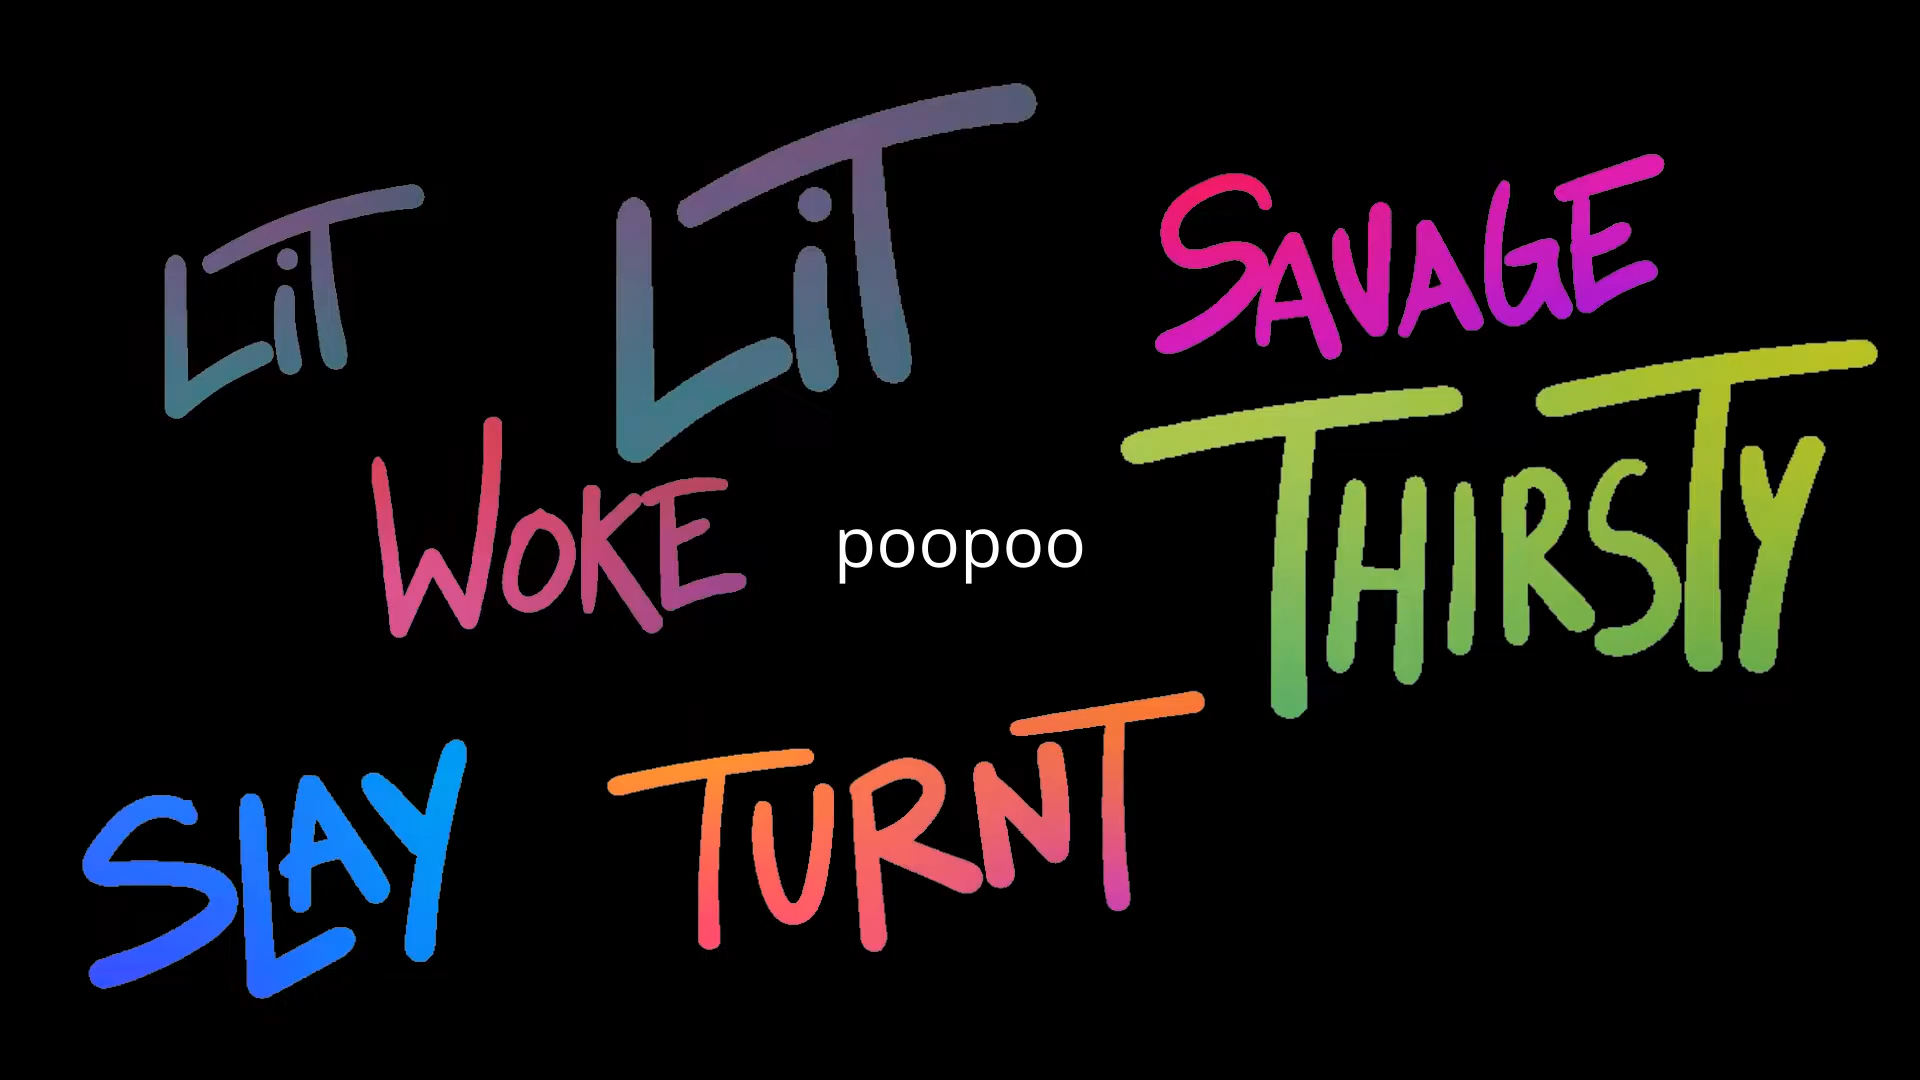 LiT
LiT
SAVAGE
WOKE
poopoo
THIRSTY
SLAY
TURNT